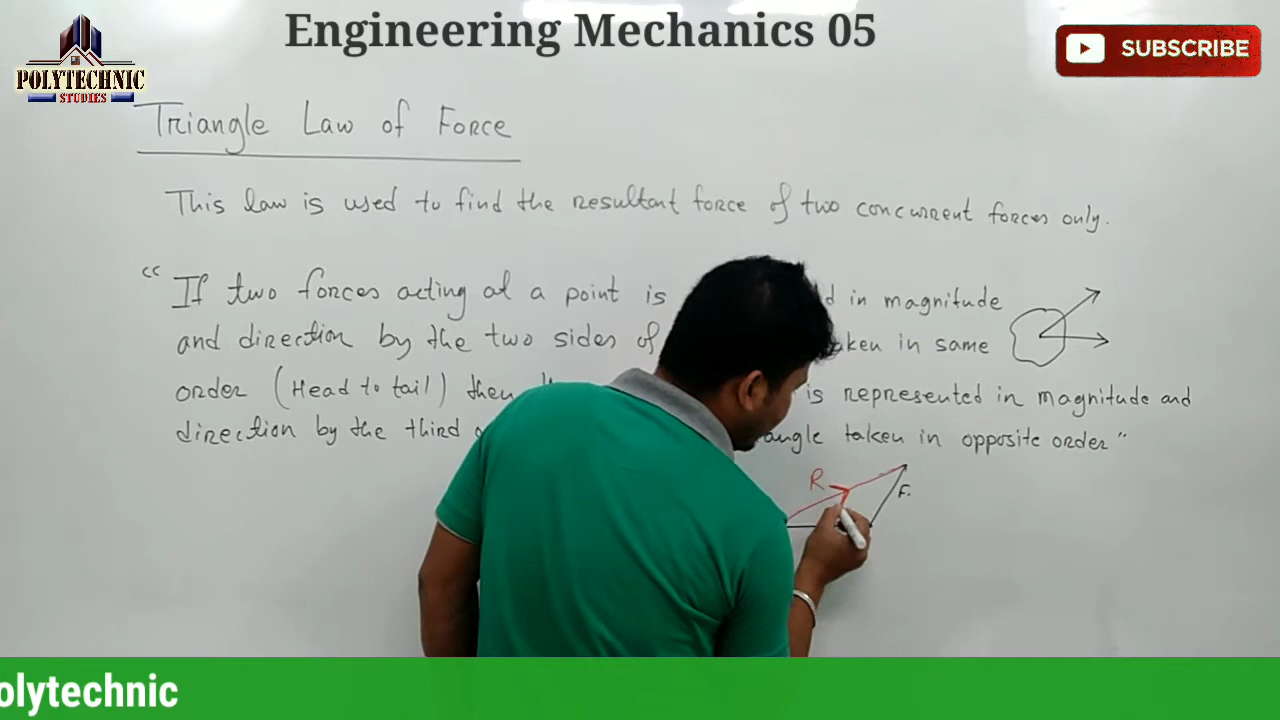 Engineering Mechanics 05
POLYTECHNIC
STUDIES
SUBSCRIBE
Triangle Law of Force
This law is used to find the resultant force of two concurrent forces only.
“ If two forces acting at a point is d in magnitude
and direction by the two sides of aken in same
order (Head to tail) then is represented in magnitude and
direction by the third angle taken in opposite order ”
R
F
olytechnic